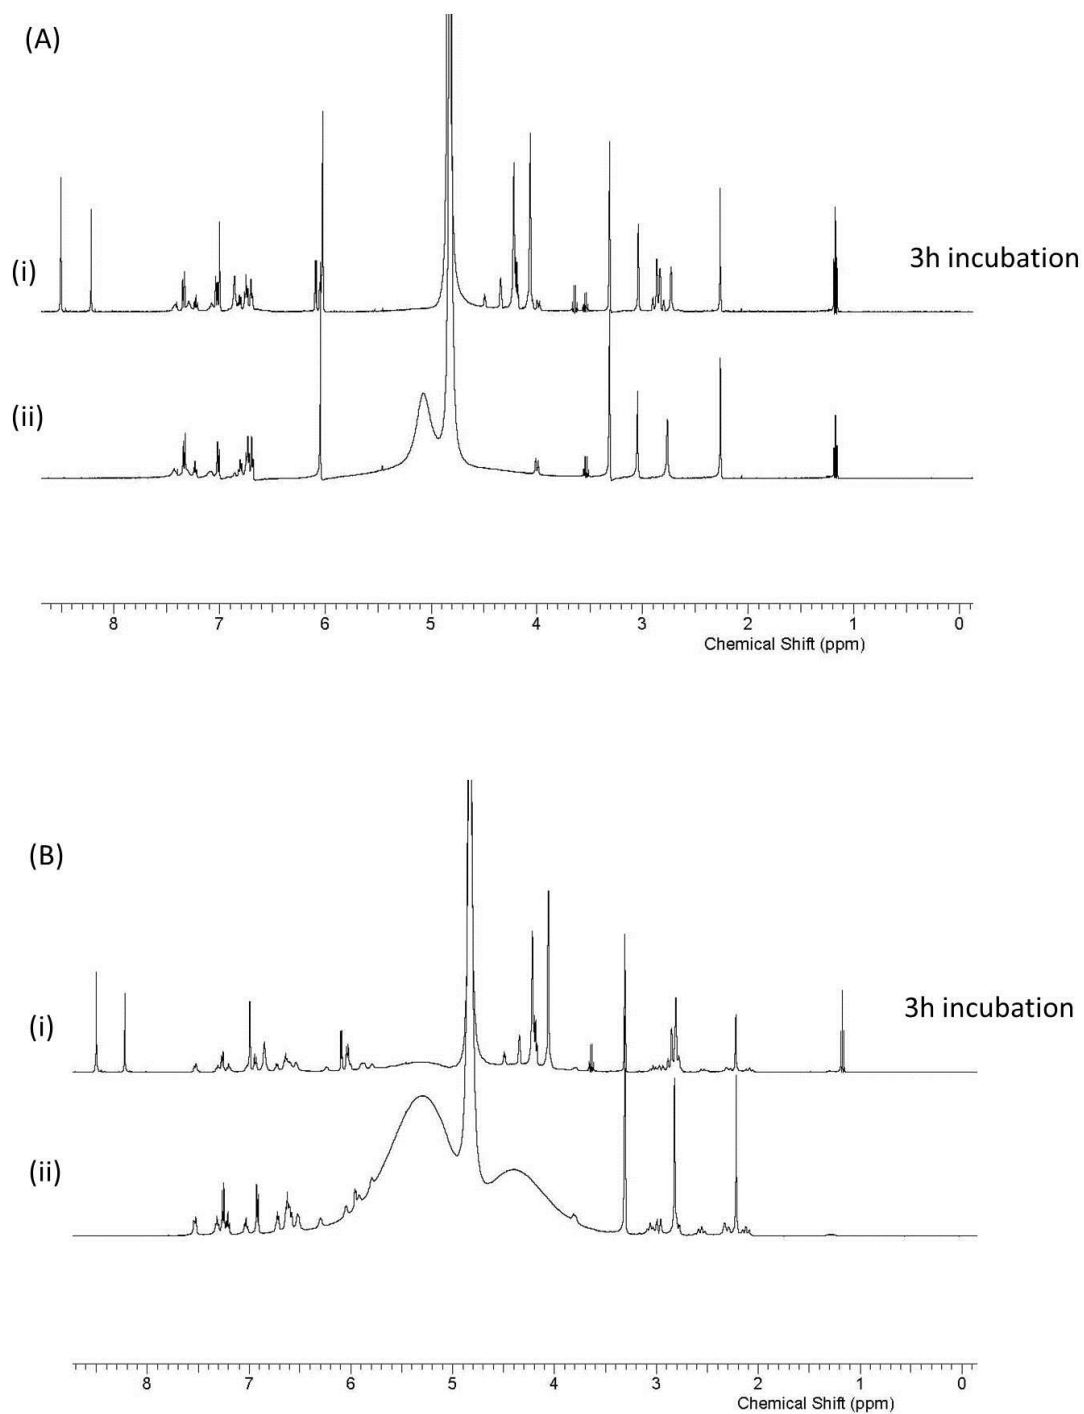 (A)
(i)
3h incubation
(ii)
8 7 6 5 4 3 2 1 0
Chemical Shift (ppm)
(B)
(i)
3h incubation
(ii)
8 7 6 5 4 3 2 1 0
Chemical Shift (ppm)